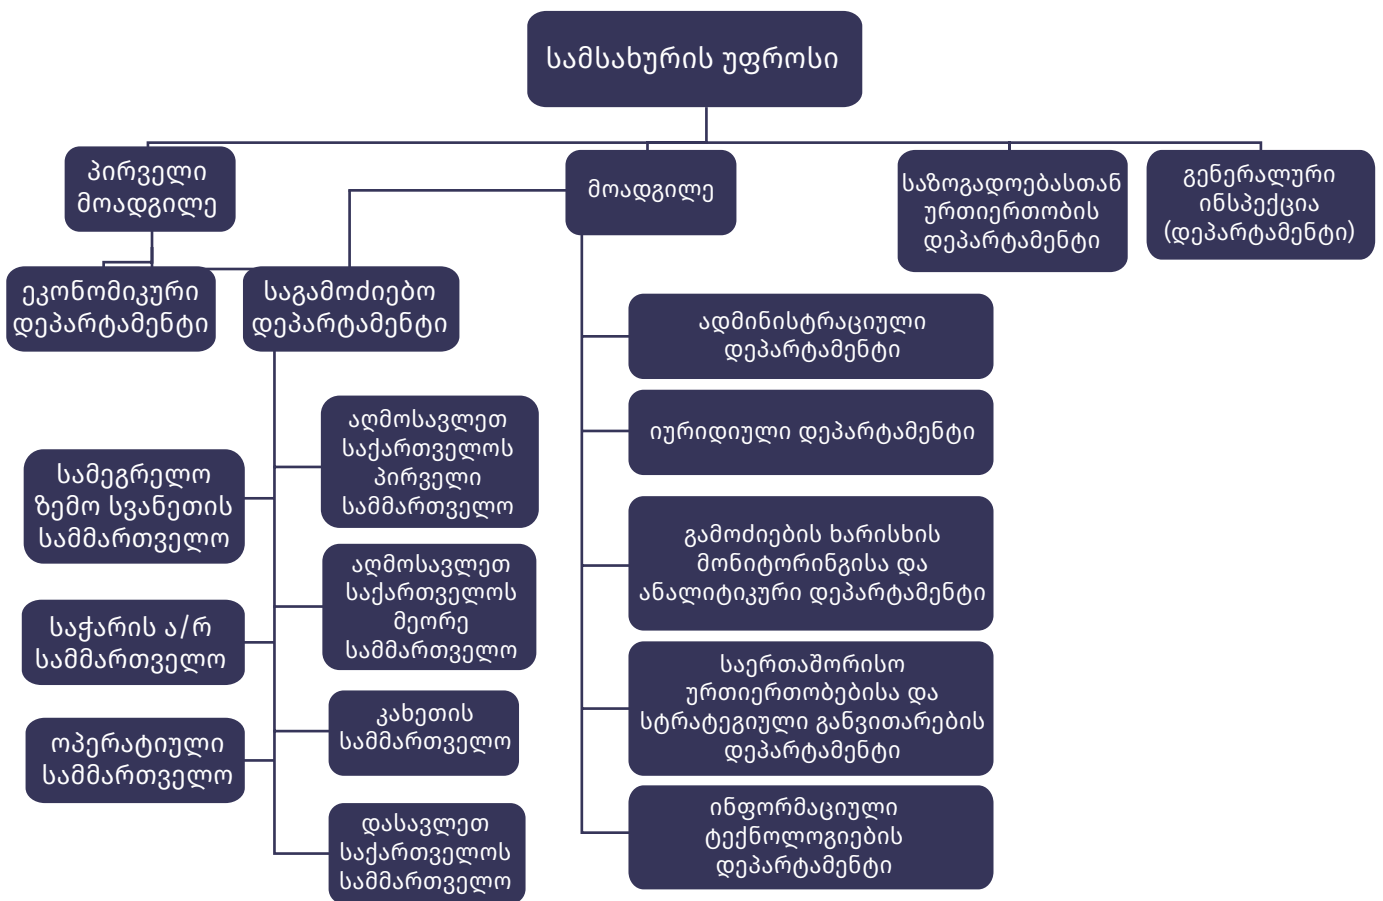 სამსახურის უფროსი
პირველი
მოადგილე
მოადგილე
საზოგადოებასთან
ურთიერთობის
დეპარტამენტი
გენერალური
ინსპექცია
(დეპარტამენტი)
ეკონომიკური
დეპარტამენტი
საგამოძიებო
დეპარტამენტი
ადმინისტრაციული
დეპარტამენტი
იურიდიული დეპარტამენტი
გამოძიების ხარისხის
მონიტორინგისა და
ანალიტიკური დეპარტამენტი
საერთაშორისო
ურთიერთობებისა და
სტრატეგიული განვითარების
დეპარტამენტი
ინფორმაციული
ტექნოლოგიების
დეპარტამენტი
აღმოსავლეთ
საქართველოს
პირველი
სამმართველო
აღმოსავლეთ
საქართველოს
მეორე
სამმართველო
კახეთის
სამმართველო
დასავლეთ
საქართველოს
სამმართველო
სამეგრელო
ზემო სვანეთის
სამმართველო
საჭარის ა/რ
სამმართველო
ოპერატიული
სამმართველო